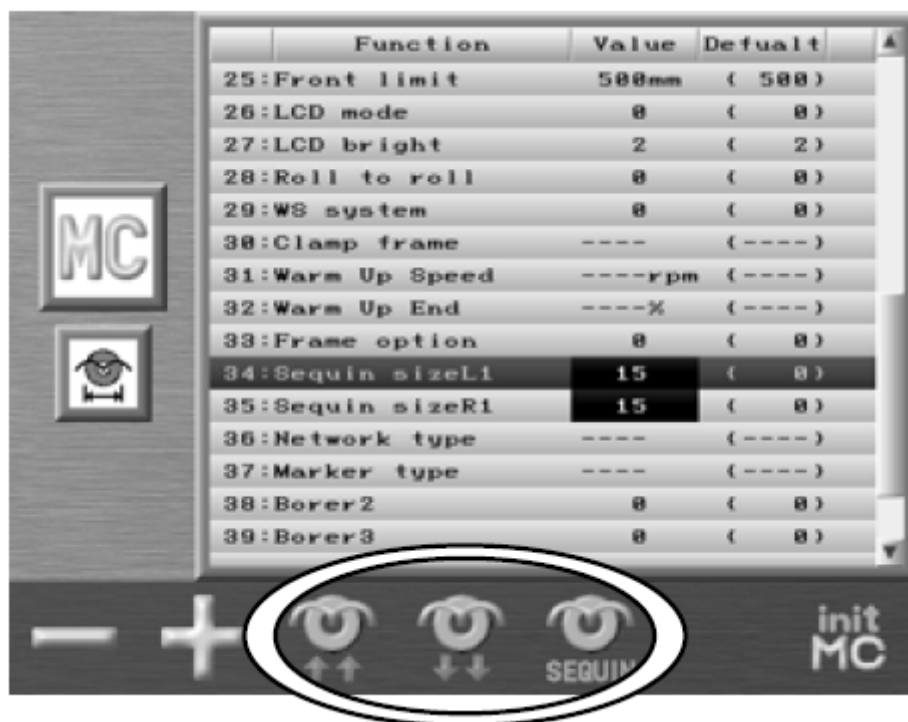 Function Value Defualt
25:Front limit 500mm ( 500)
26:LCD mode 0 ( 0)
27:LCD bright 2 ( 2)
28:Roll to roll 0 ( 0)
29:WS system 0 ( 0)
30:Clamp frame ---- (----)
31:Warm Up Speed ----rpm (----)
32:Warm Up End ----% (----)
33:Frame option 0 ( 0)
34:Sequin sizeL1 15 ( 0)
35:Sequin sizeR1 15 ( 0)
36:Network type ---- (----)
37:Marker type ---- (----)
38:Borer2 0 ( 0)
39:Borer3 0 ( 0)
MC
SEQUIN
init
MC